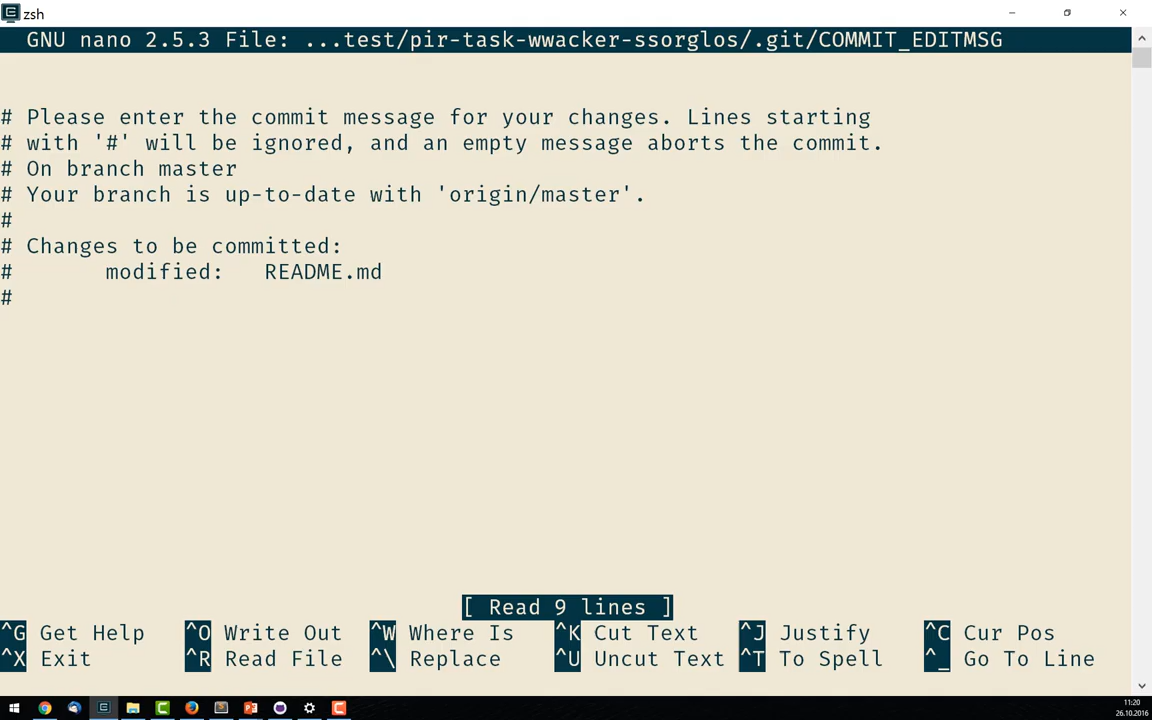 zsh
GNU nano 2.5.3 File: ...test/pir-task-wwacker-ssorglos/.git/COMMIT_EDITMSG
# Please enter the commit message for your changes. Lines starting
# with '#' will be ignored, and an empty message aborts the commit.
# On branch master
# Your branch is up-to-date with 'origin/master'.
#
# Changes to be committed:
#       modified:   README.md
#
[ Read 9 lines ]
^G Get Help ^O Write Out ^W Where Is ^K Cut Text ^J Justify ^C Cur Pos
^X Exit ^R Read File ^\ Replace ^U Uncut Text ^T To Spell ^_ Go To Line
11:20
26.10.2016